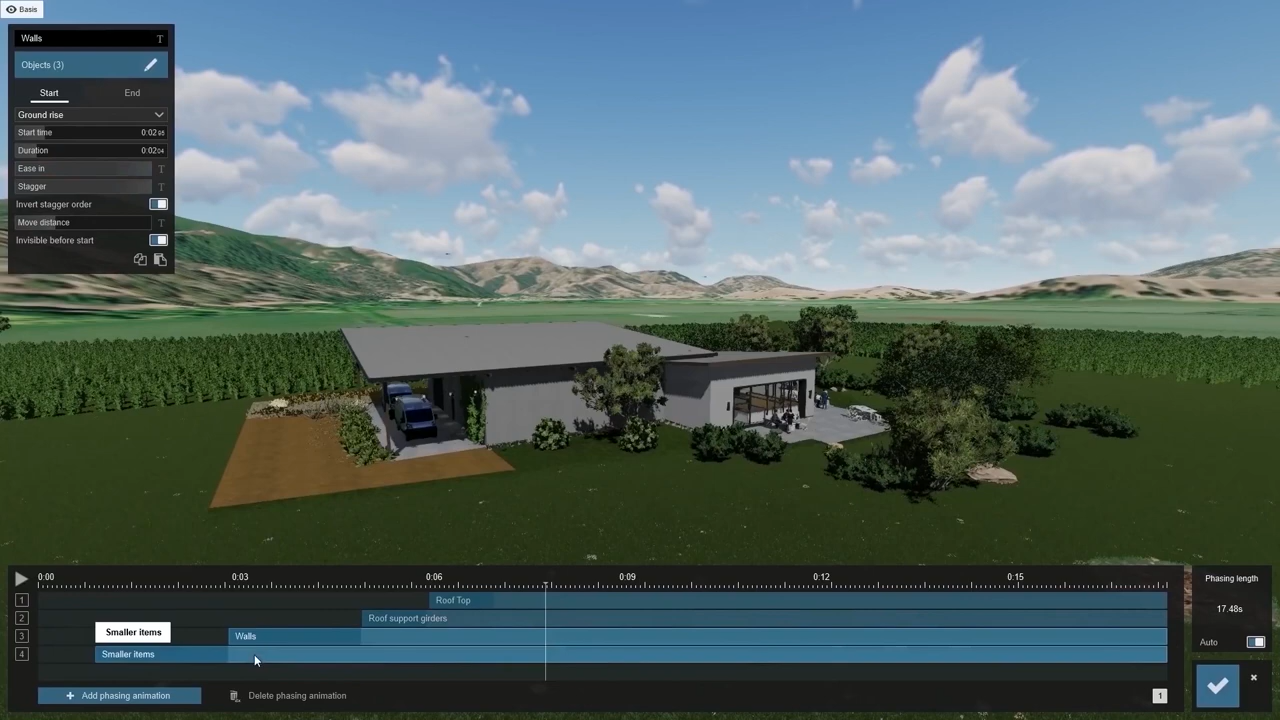 Basis
Walls
T
Objects (3)
Start End
Ground rise
Start time 0:02 95
Duration 0:02 04
Ease in T
Stagger T
Invert stagger order
Move distance T
Invisible before start
0:00 0:03 0:06 0:09 0:12 0:15
1 Roof Top
2 Roof support girders
Smaller items
3 Walls
4 Smaller items
+ Add phasing animation Delete phasing animation 1
Phasing length
17.48s
Auto